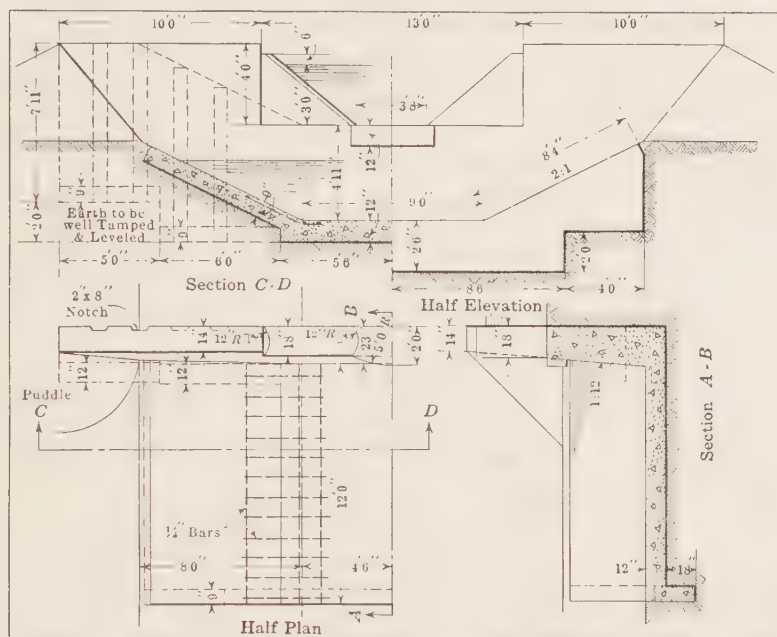 10'0"
13'0"
10'0"
7'11"
4'0"
6"
3'0"
3'8"
8'4"
2:1
12"
4'11"
12"
9'0"
2'0"
9"
Earth to be
well Tamped
& Leveled
9"
2'6"
2'0"
5'0"
6'0"
5'6"
8'6"
4'0"
Section C-D
Half Elevation
2"x 8"
Notch
14"
12"R
18"
12"R
B
23"
5'0"R
2'0"
14"
18"
12"
12"
Puddle
C
D
1:12
Section A-B
12'0"
½" Bars
8'0"
4'6"
12"
18"
9"
A
Half Plan